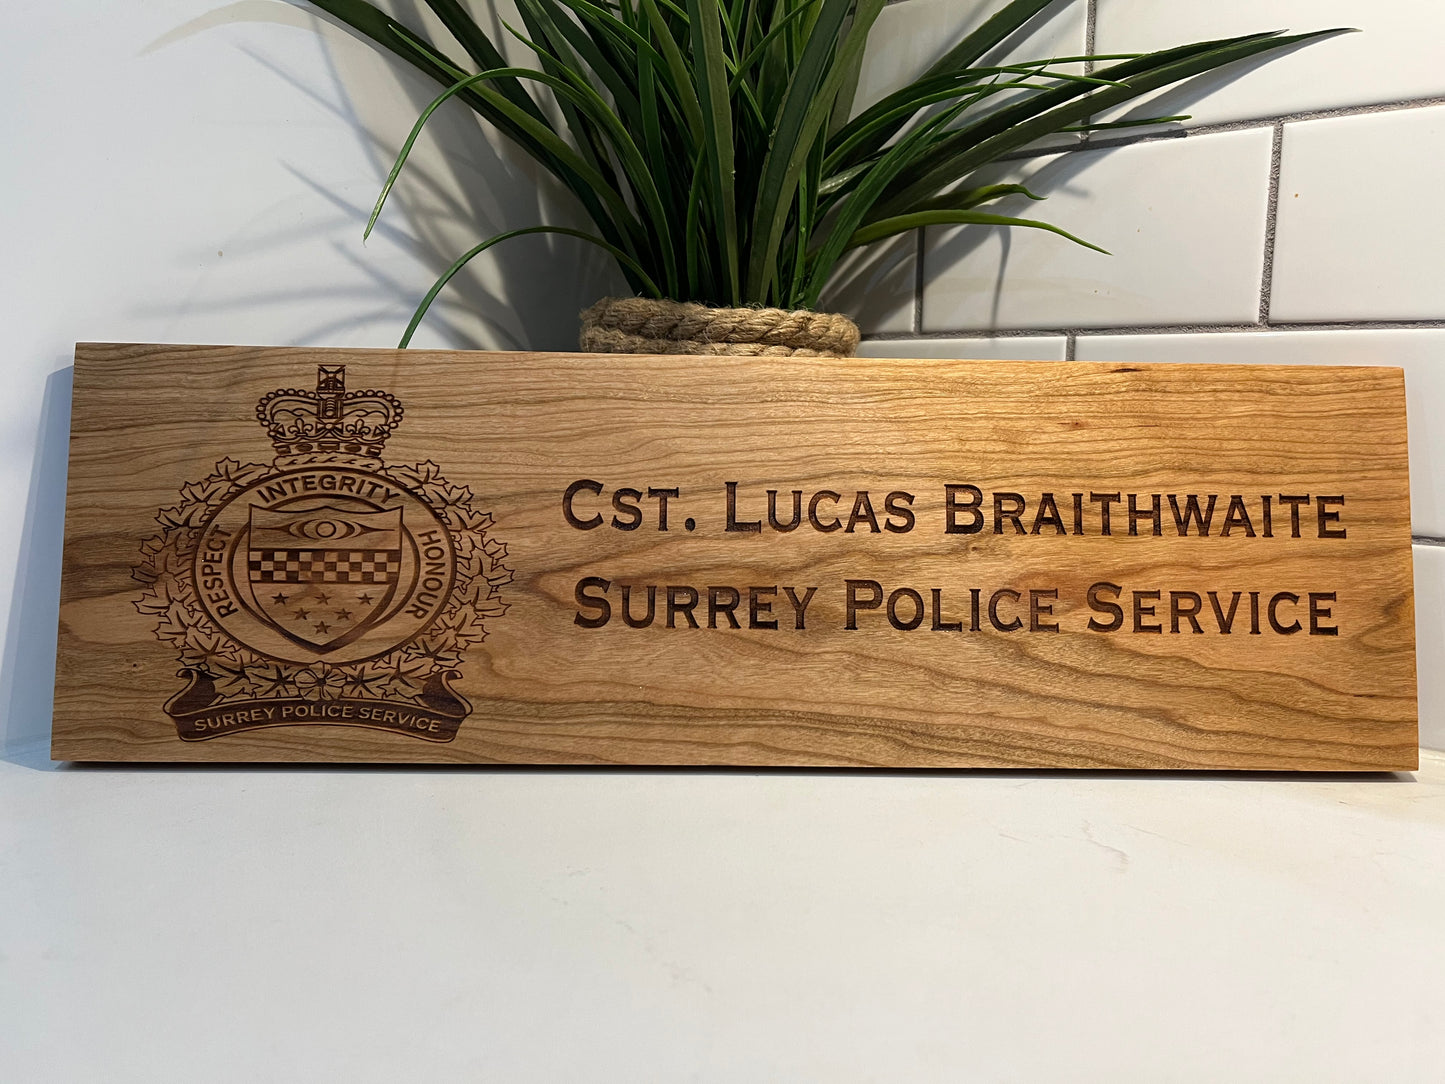 INTEGRITY
RESPECT
HONOUR
SURREY POLICE SERVICE
CST. LUCAS BRAITHWAITE
SURREY POLICE SERVICE